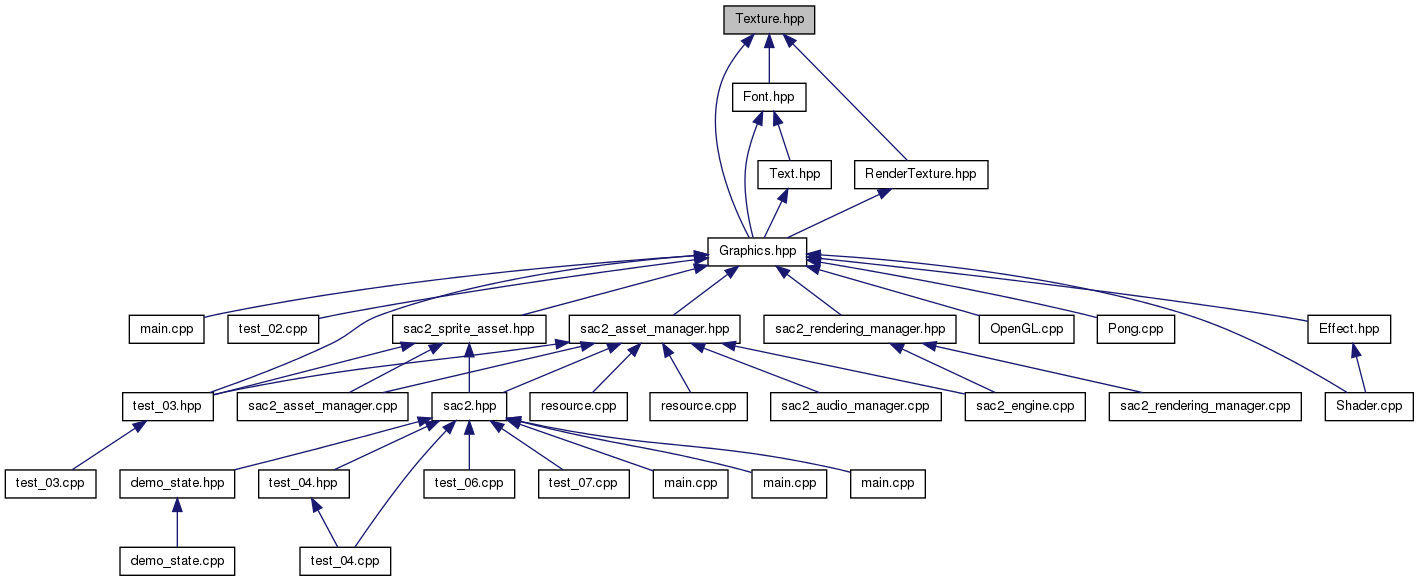 Texture.hpp
Font.hpp
Text.hpp
RenderTexture.hpp
Graphics.hpp
main.cpp
test_02.cpp
sac2_sprite_asset.hpp
sac2_asset_manager.hpp
sac2_rendering_manager.hpp
OpenGL.cpp
Pong.cpp
Effect.hpp
test_03.hpp
sac2_asset_manager.cpp
sac2.hpp
resource.cpp
resource.cpp
sac2_audio_manager.cpp
sac2_engine.cpp
sac2_rendering_manager.cpp
Shader.cpp
test_03.cpp
demo_state.hpp
test_04.hpp
test_06.cpp
test_07.cpp
main.cpp
main.cpp
main.cpp
demo_state.cpp
test_04.cpp